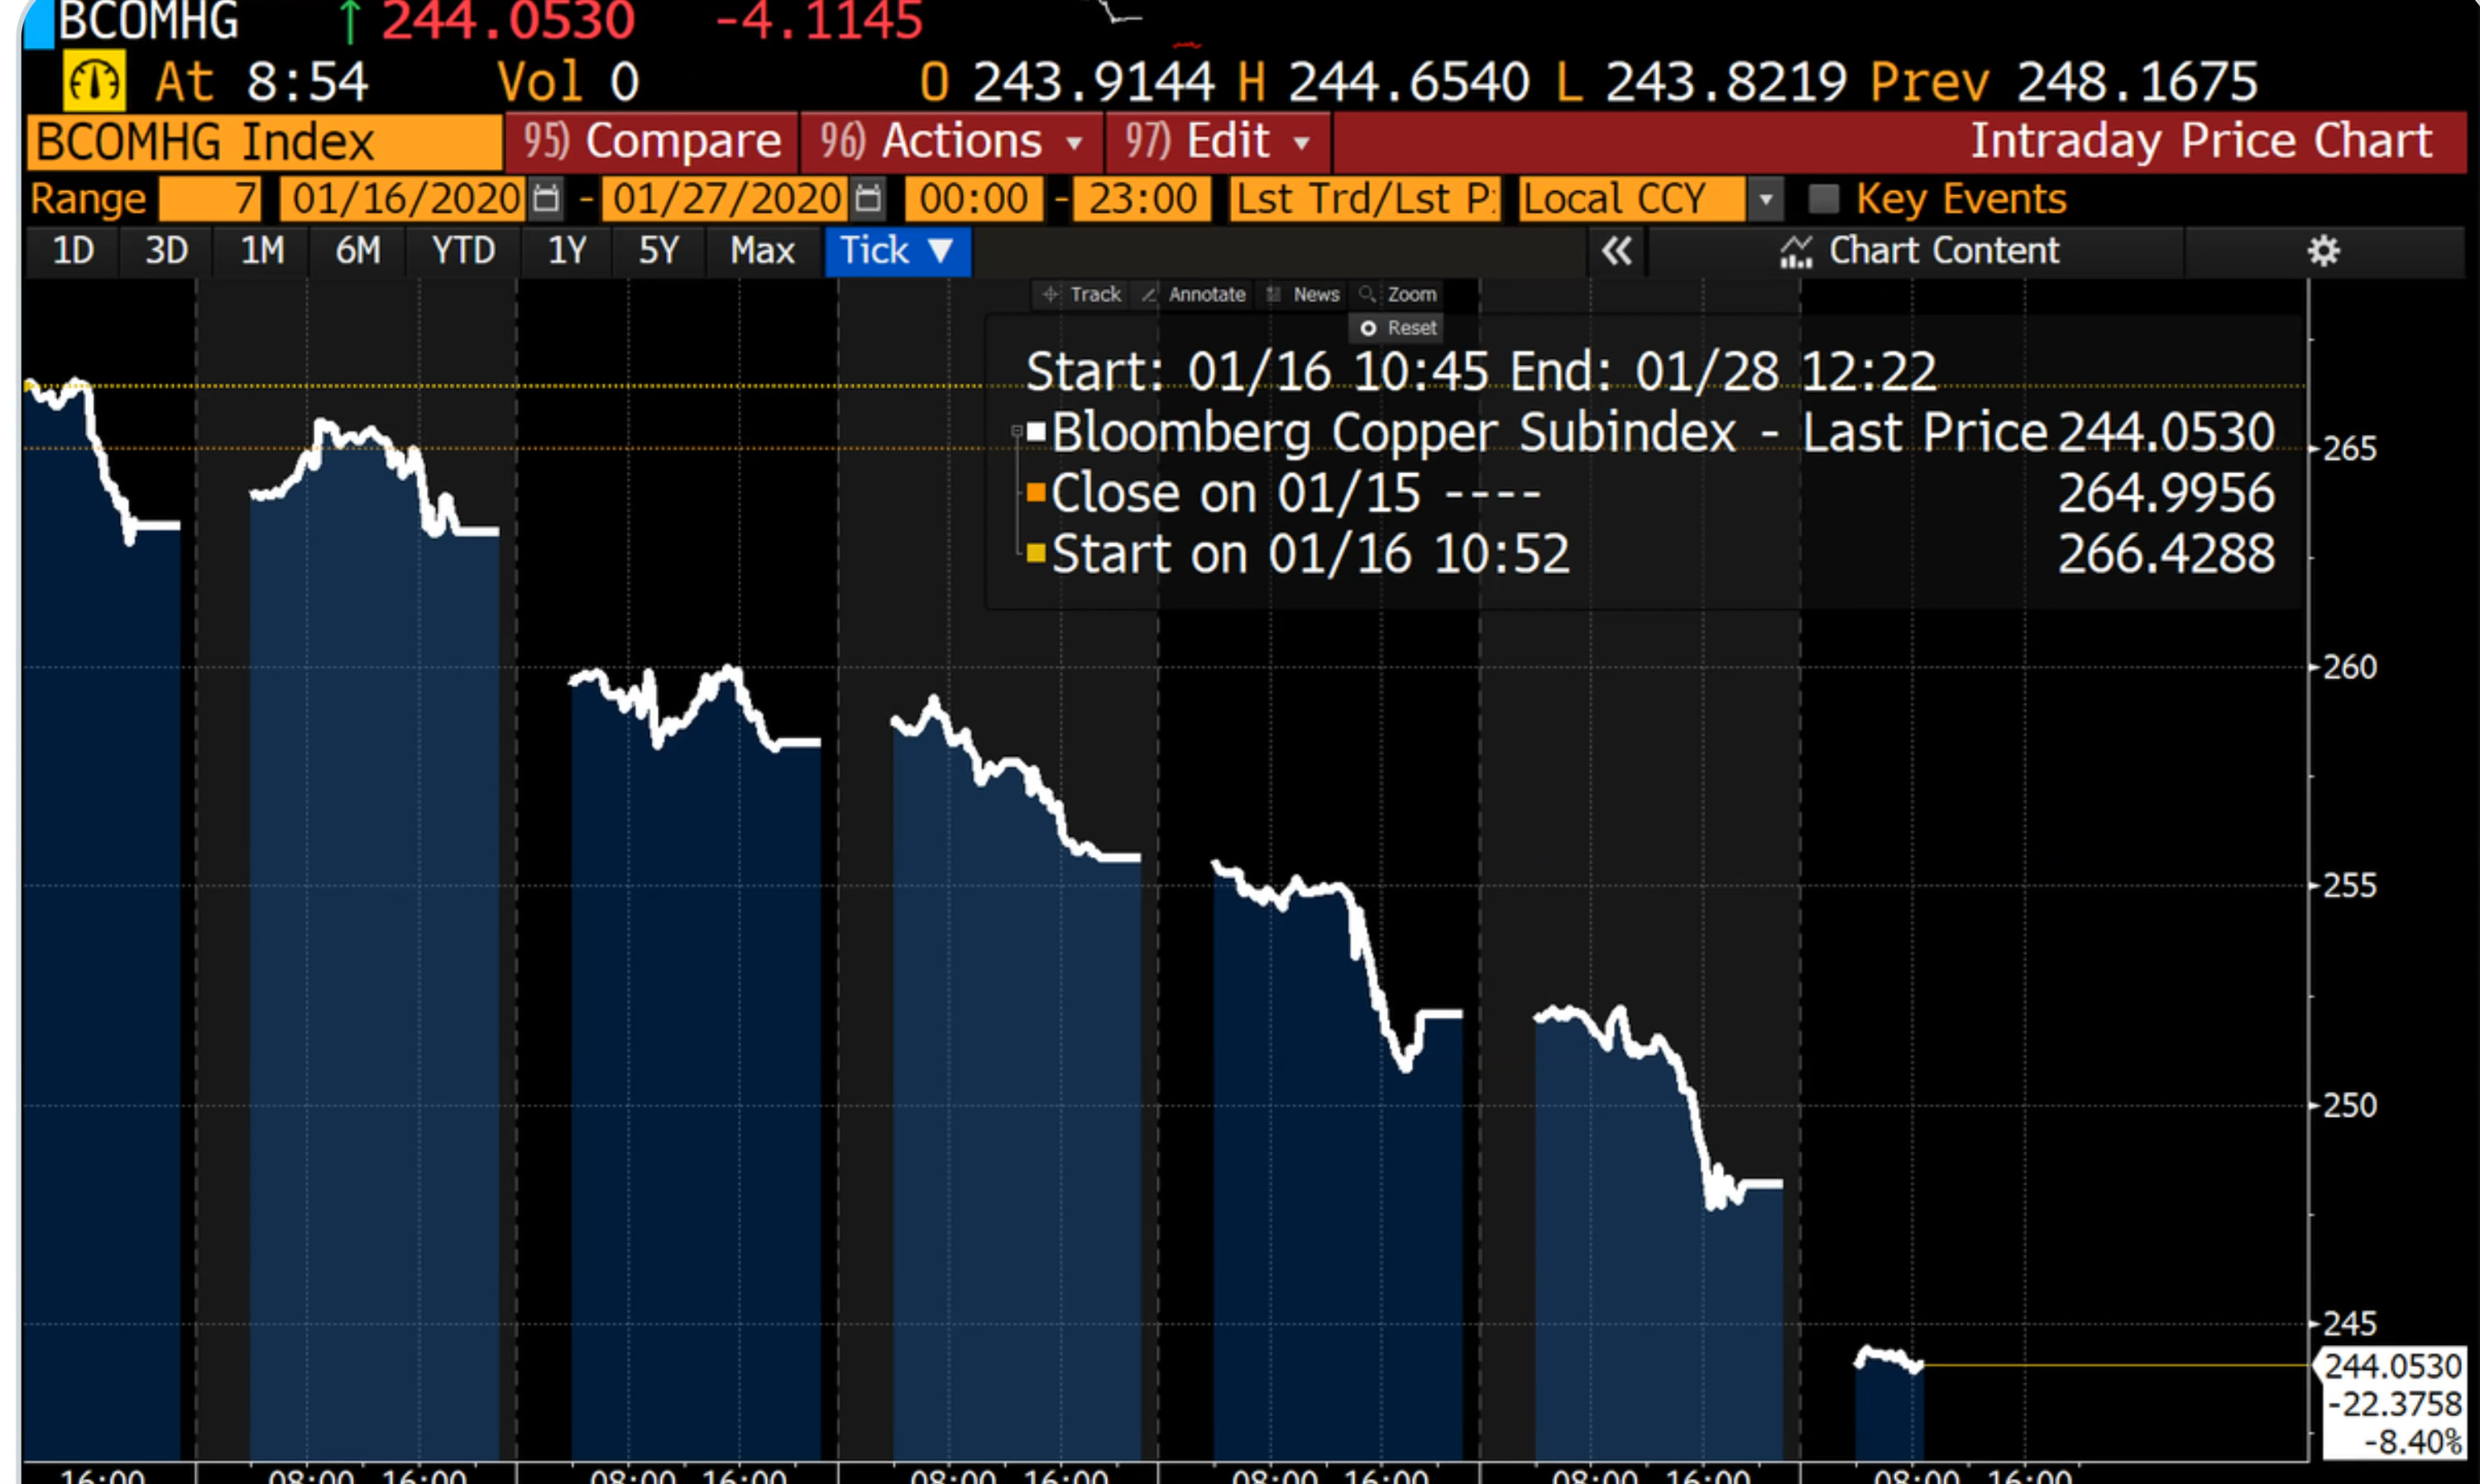 BCOMHG ↑ 244.0530 -4.1145
At 8:54 Vol 0 O 243.9144 H 244.6540 L 243.8219 Prev 248.1675
BCOMHG Index 95) Compare 96) Actions 97) Edit Intraday Price Chart
Range 7 01/16/2020 - 01/27/2020 00:00 - 23:00 Lst Trd/Lst P Local CCY Key Events
1D 3D 1M 6M YTD 1Y 5Y Max Tick ▼ « Chart Content
Track Annotate News Zoom
Reset
Start: 01/16 10:45 End: 01/28 12:22
Bloomberg Copper Subindex - Last Price 244.0530
Close on 01/15 ---- 264.9956
Start on 01/16 10:52 266.4288
265
260
255
250
245
244.0530
-22.3758
-8.40%
16:00 08:00 16:00 08:00 16:00 08:00 16:00 08:00 16:00 08:00 16:00 08:00 16:00